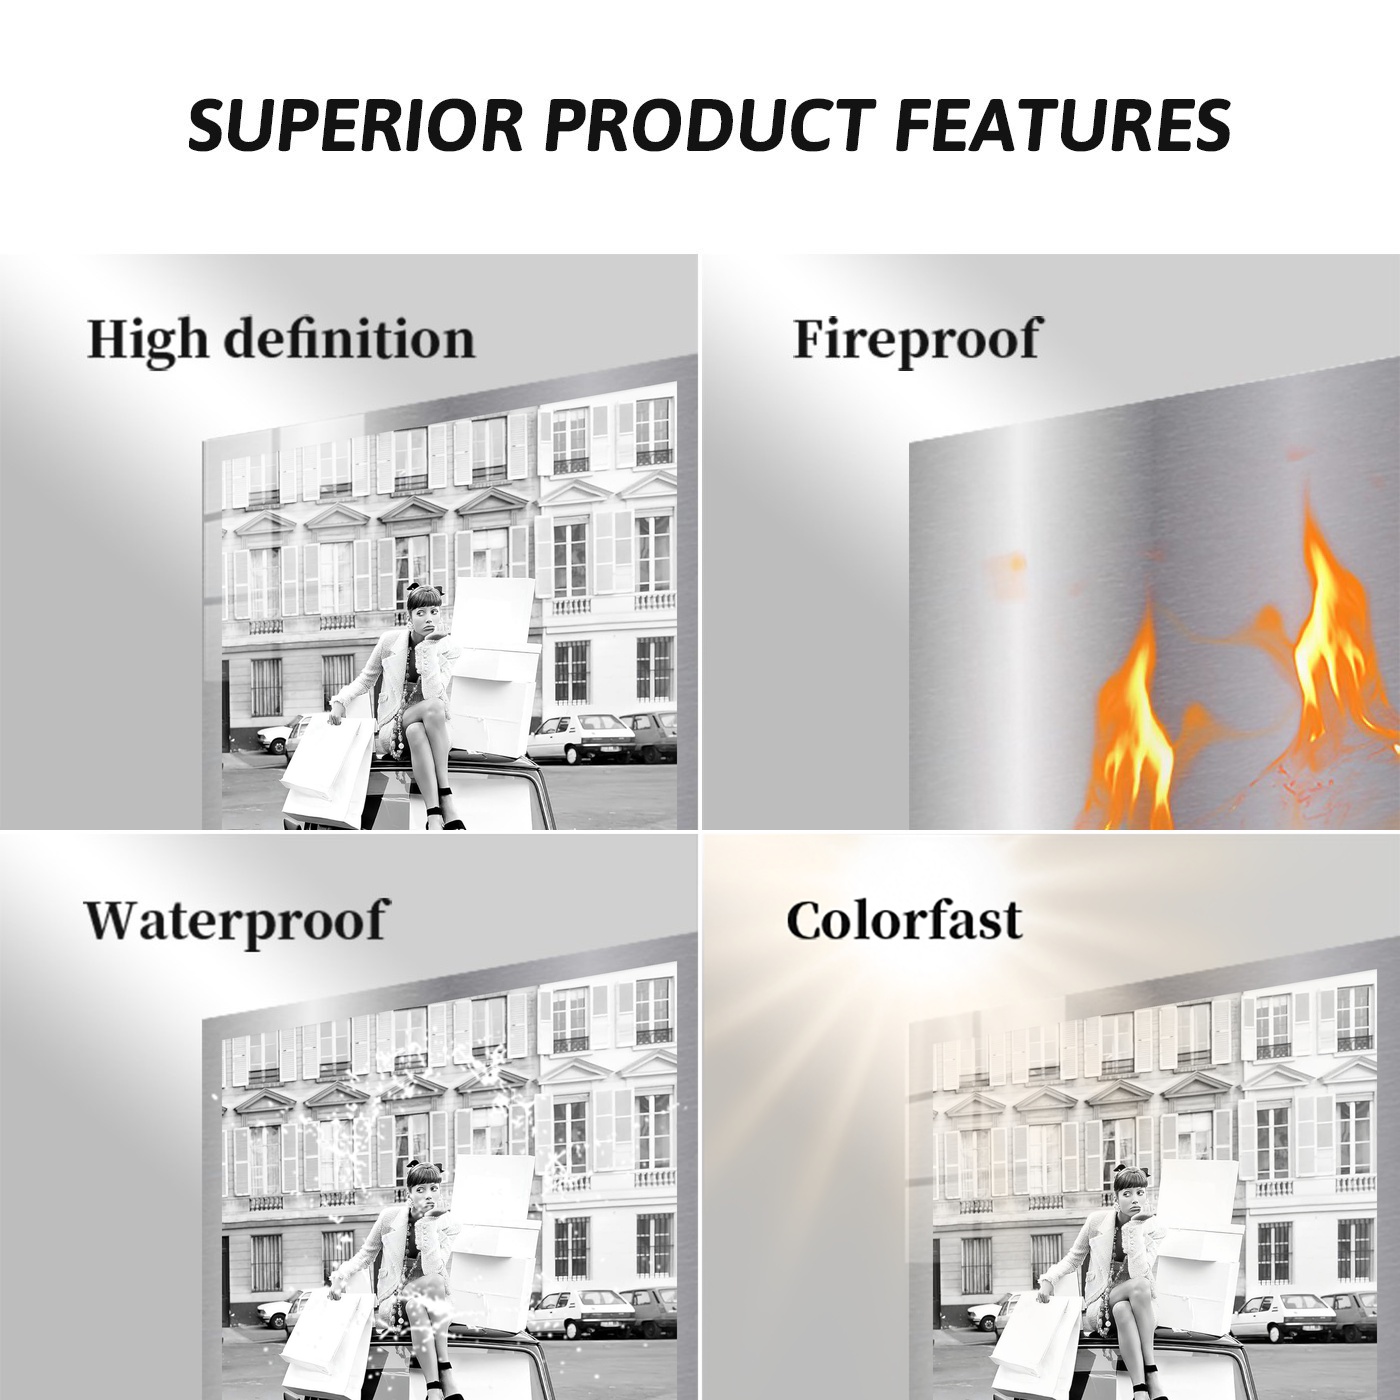 SUPERIOR PRODUCT FEATURES
High definition
Fireproof
Waterproof
Colorfast